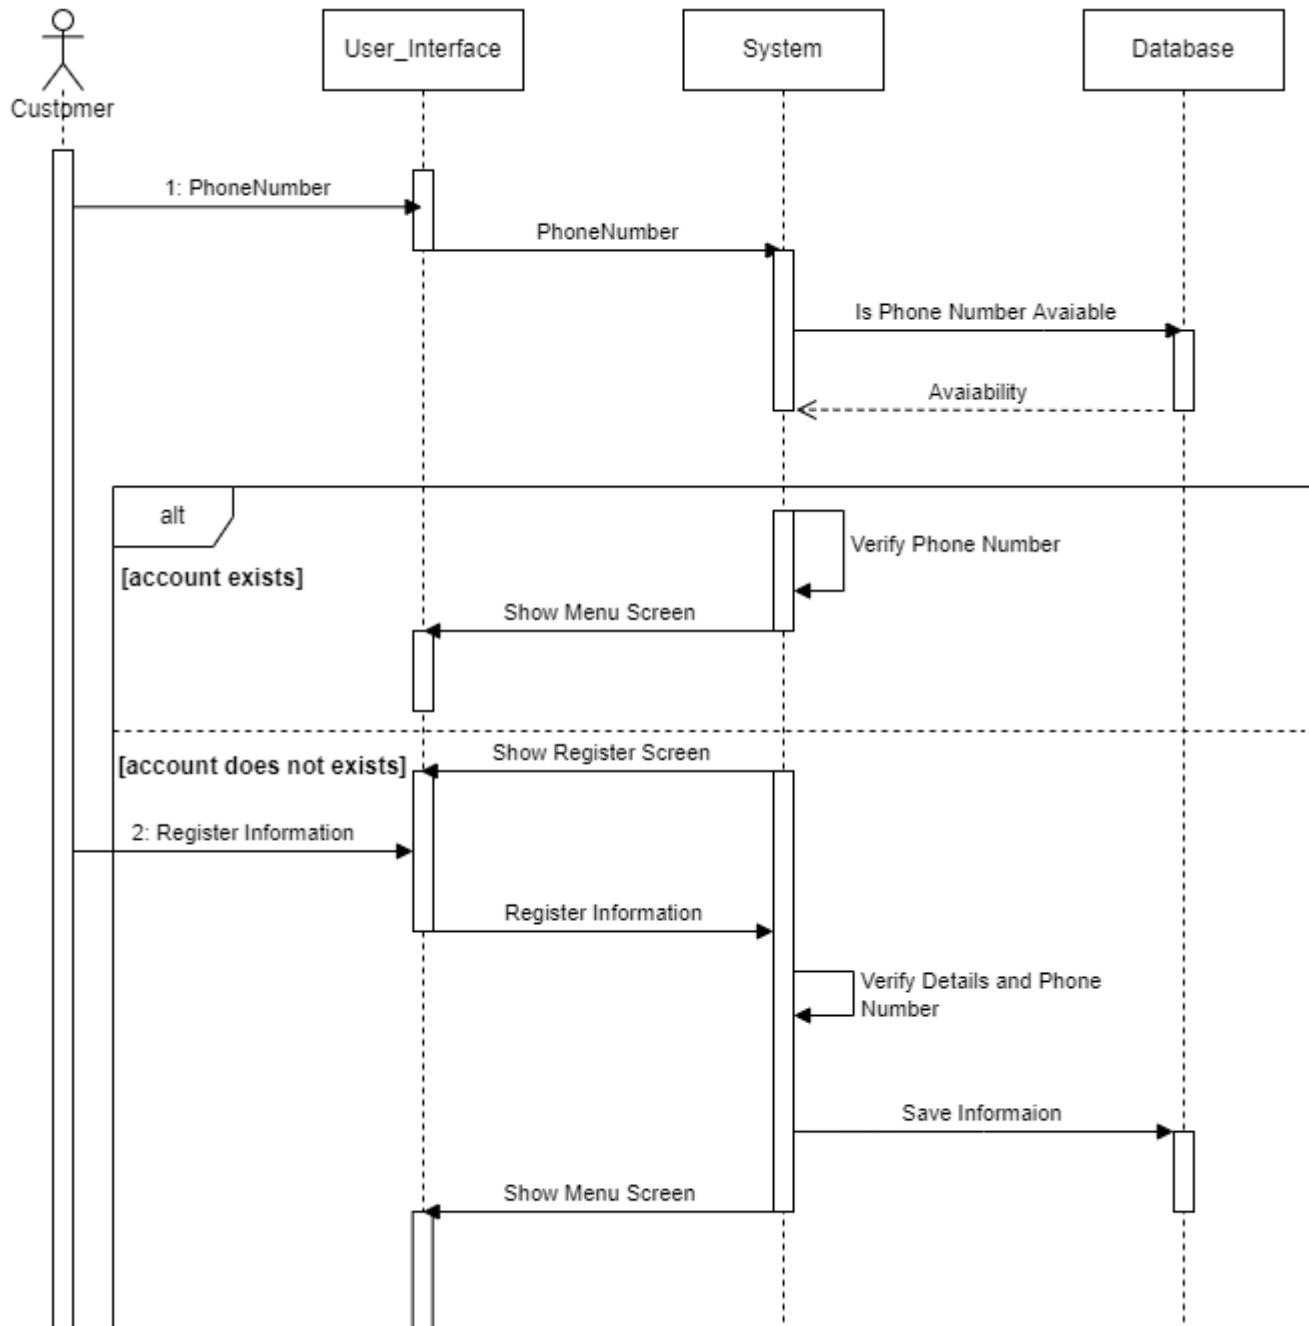 Customer
User_Interface
System
Database
1: PhoneNumber
PhoneNumber
Is Phone Number Avaiable
Avaiability
alt
[account exists]
Verify Phone Number
Show Menu Screen
[account does not exists]
Show Register Screen
2: Register Information
Register Information
Verify Details and Phone
Number
Save Informaion
Show Menu Screen